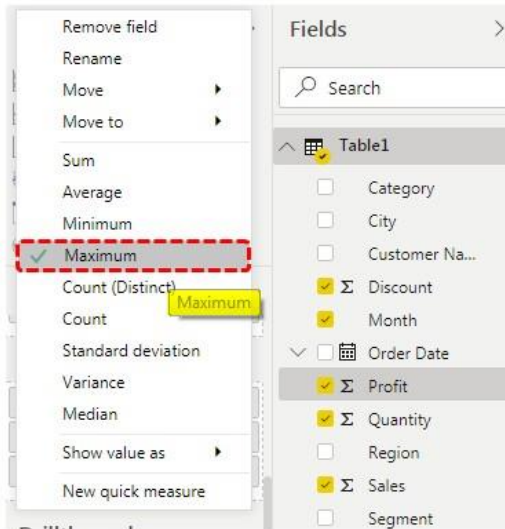 Remove field
Rename
Move
Move to
Sum
Average
Minimum
Maximum
Count (Distinct)
Maximum
Count
Standard deviation
Variance
Median
Show value as
New quick measure
Fields
Search
Table1
Category
City
Customer Na...
Σ Discount
Month
Order Date
Σ Profit
Σ Quantity
Region
Σ Sales
Segment